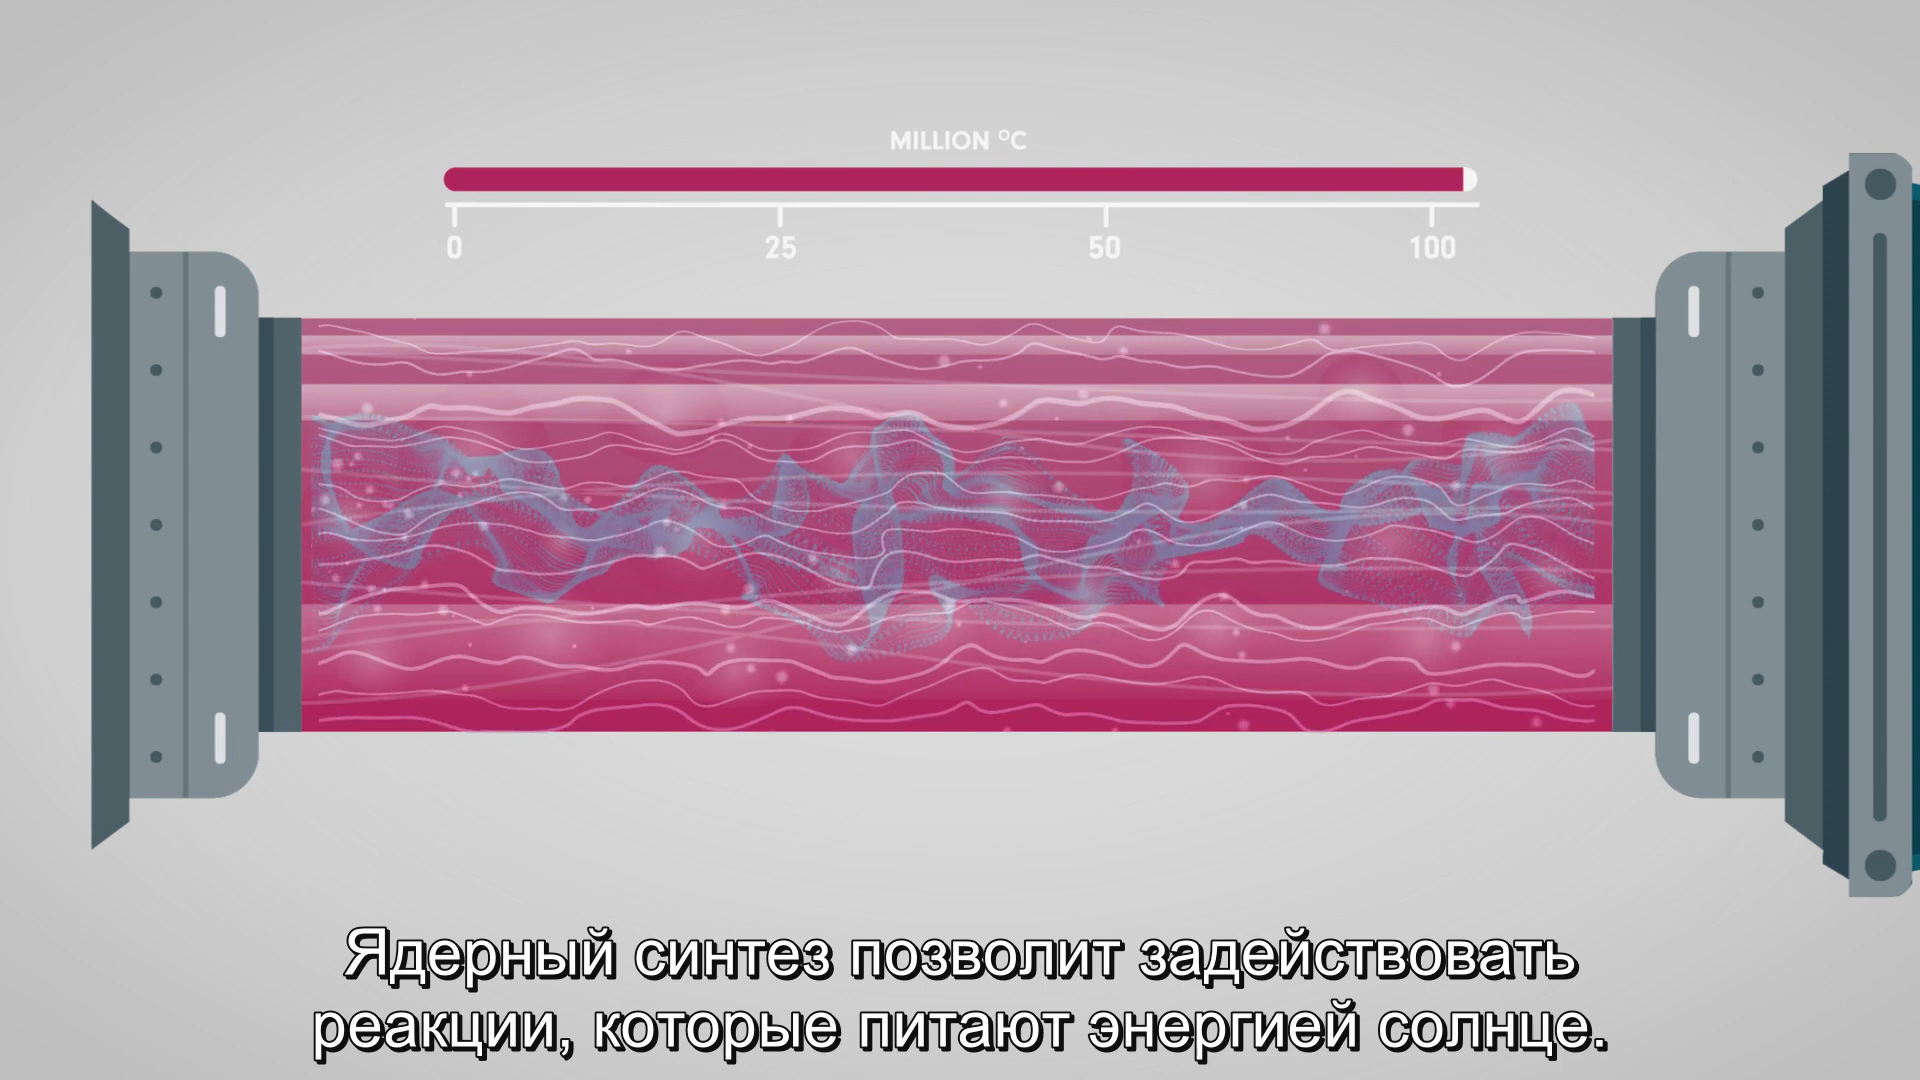 MILLION °C
0 25 50 100
Ядерный синтез позволит задействовать
реакции, которые питают энергией солнце.